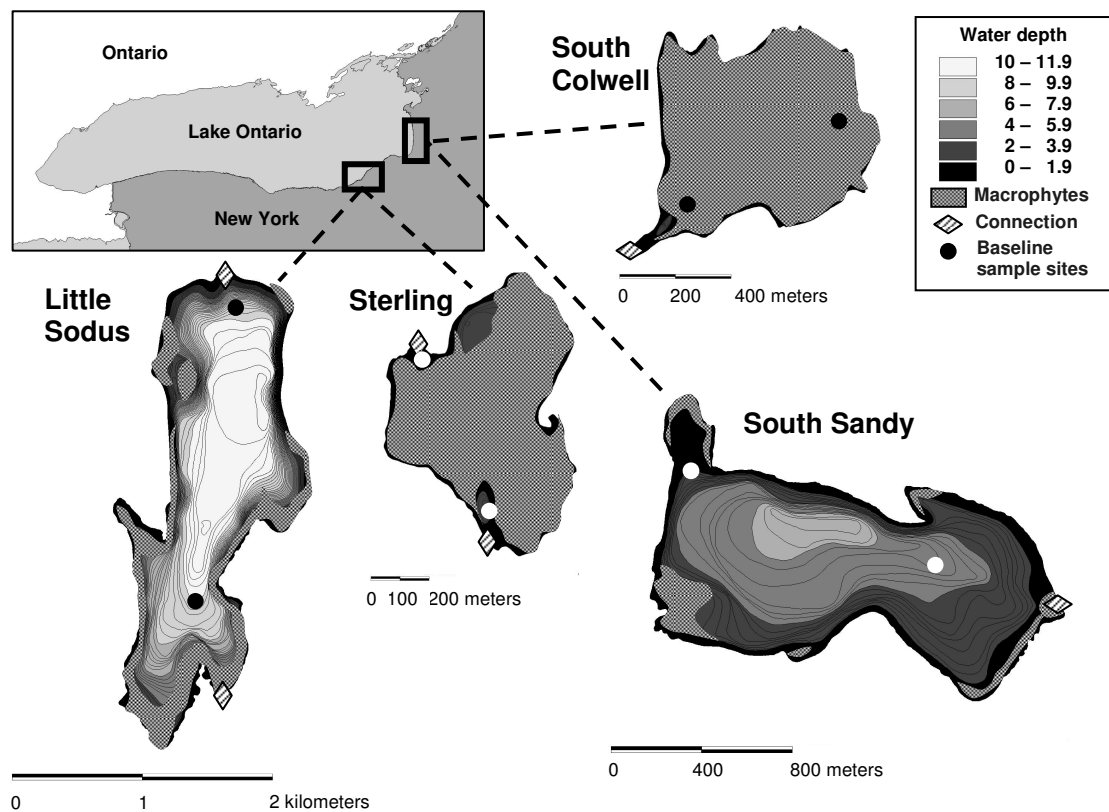 Ontario
Lake Ontario
New York
South
Colwell
0 200 400 meters
Water depth
10 – 11.9
8 – 9.9
6 – 7.9
4 – 5.9
2 – 3.9
0 – 1.9
Macrophytes
Connection
Baseline
sample sites
Little
Sodus
0 1 2 kilometers
Sterling
0 100 200 meters
South Sandy
0 400 800 meters